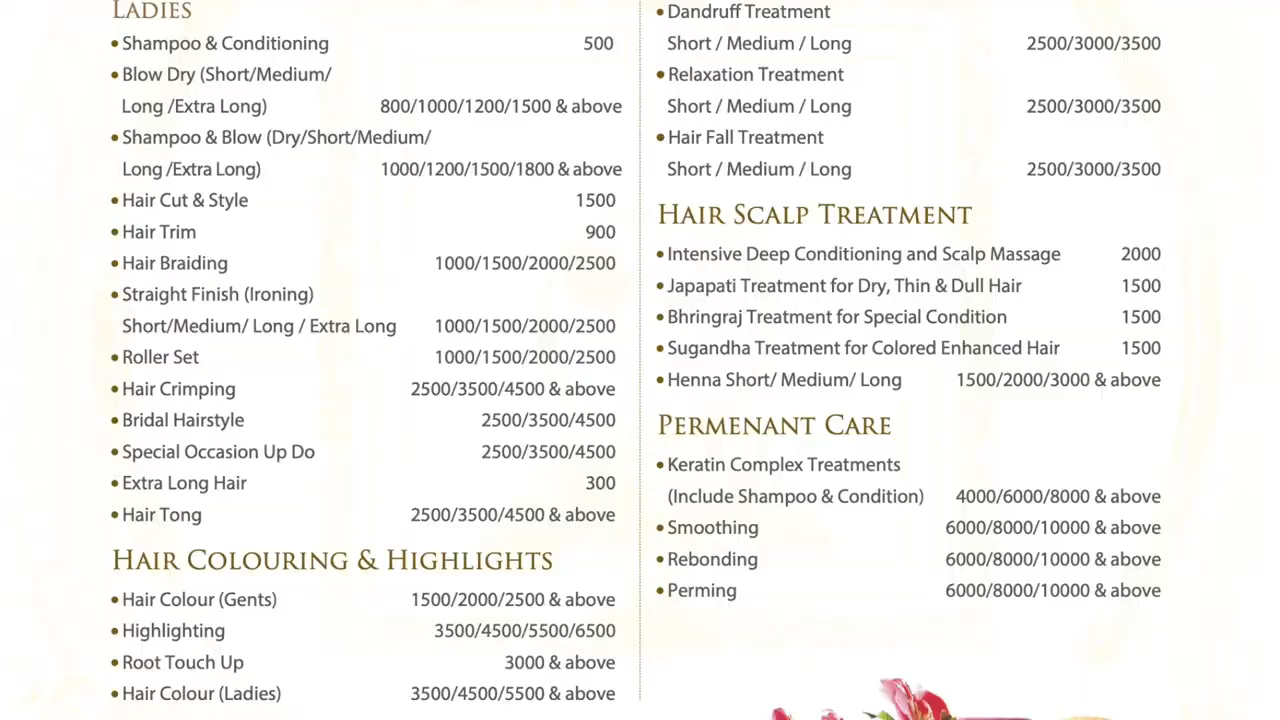 LADIES
• Shampoo & Conditioning 500
• Blow Dry (Short/Medium/
Long /Extra Long) 800/1000/1200/1500 & above
• Shampoo & Blow (Dry/Short/Medium/
Long /Extra Long) 1000/1200/1500/1800 & above
• Hair Cut & Style 1500
• Hair Trim 900
• Hair Braiding 1000/1500/2000/2500
• Straight Finish (Ironing)
Short/Medium/ Long / Extra Long 1000/1500/2000/2500
• Roller Set 1000/1500/2000/2500
• Hair Crimping 2500/3500/4500 & above
• Bridal Hairstyle 2500/3500/4500
• Special Occasion Up Do 2500/3500/4500
• Extra Long Hair 300
• Hair Tong 2500/3500/4500 & above
HAIR COLOURING & HIGHLIGHTS
• Hair Colour (Gents) 1500/2000/2500 & above
• Highlighting 3500/4500/5500/6500
• Root Touch Up 3000 & above
• Hair Colour (Ladies) 3500/4500/5500 & above
• Dandruff Treatment
Short / Medium / Long 2500/3000/3500
• Relaxation Treatment
Short / Medium / Long 2500/3000/3500
• Hair Fall Treatment
Short / Medium / Long 2500/3000/3500
HAIR SCALP TREATMENT
• Intensive Deep Conditioning and Scalp Massage 2000
• Japapati Treatment for Dry, Thin & Dull Hair 1500
• Bhringraj Treatment for Special Condition 1500
• Sugandha Treatment for Colored Enhanced Hair 1500
• Henna Short/ Medium/ Long 1500/2000/3000 & above
PERMENANT CARE
• Keratin Complex Treatments
(Include Shampoo & Condition) 4000/6000/8000 & above
• Smoothing 6000/8000/10000 & above
• Rebonding 6000/8000/10000 & above
• Perming 6000/8000/10000 & above